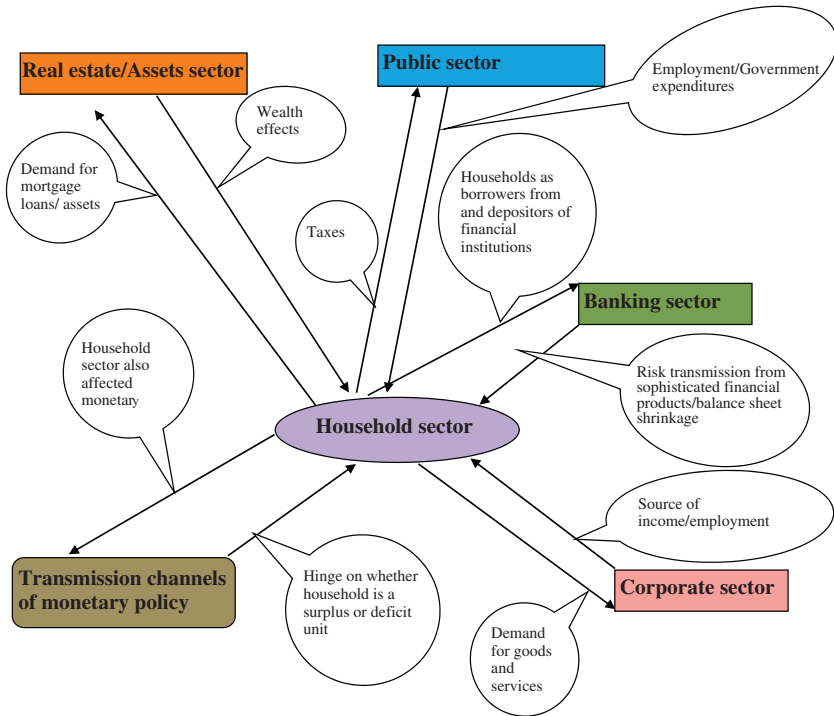 Real estate/Assets sector
Public sector
Employment/Government
expenditures
Wealth
effects
Demand for
mortgage
loans/ assets
Households as
borrowers from
and depositors of
financial
institutions
Taxes
Banking sector
Household
sector also
affected
monetary
Risk transmission from
sophisticated financial
products/balance sheet
shrinkage
Household sector
Source of
income/employment
Transmission channels
of monetary policy
Hinge on whether
household is a
surplus or deficit
unit
Corporate sector
Demand
for goods
and
services